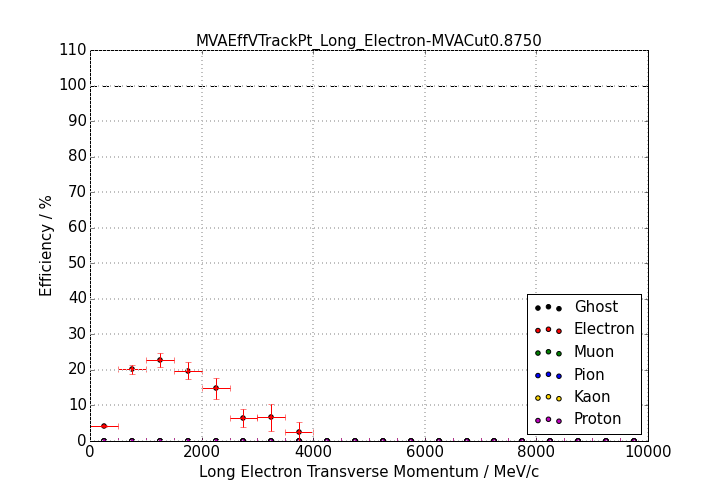 MVAEffVTrackPt_Long_Electron-MVACut0.8750
110
100
90
80
70
60
50
40
30
20
10
0
Efficiency / %
Ghost
Electron
Muon
Pion
Kaon
Proton
0 2000 4000 6000 8000 10000
Long Electron Transverse Momentum / MeV/c